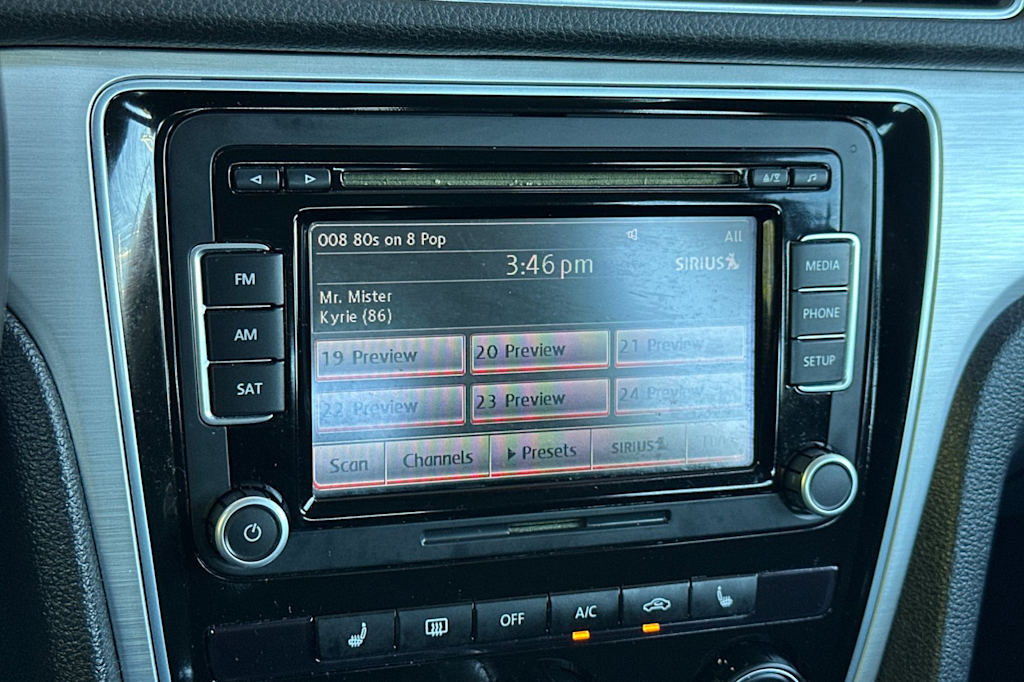 008 80s on 8 Pop All
3:46 pm SIRIUS
Mr. Mister
Kyrie (86)
19 Preview 20 Preview 21 Preview
22 Preview 23 Preview 24 Preview
Scan Channels Presets SIRIUS
FM
AM
SAT
MEDIA
PHONE
SETUP
OFF A/C